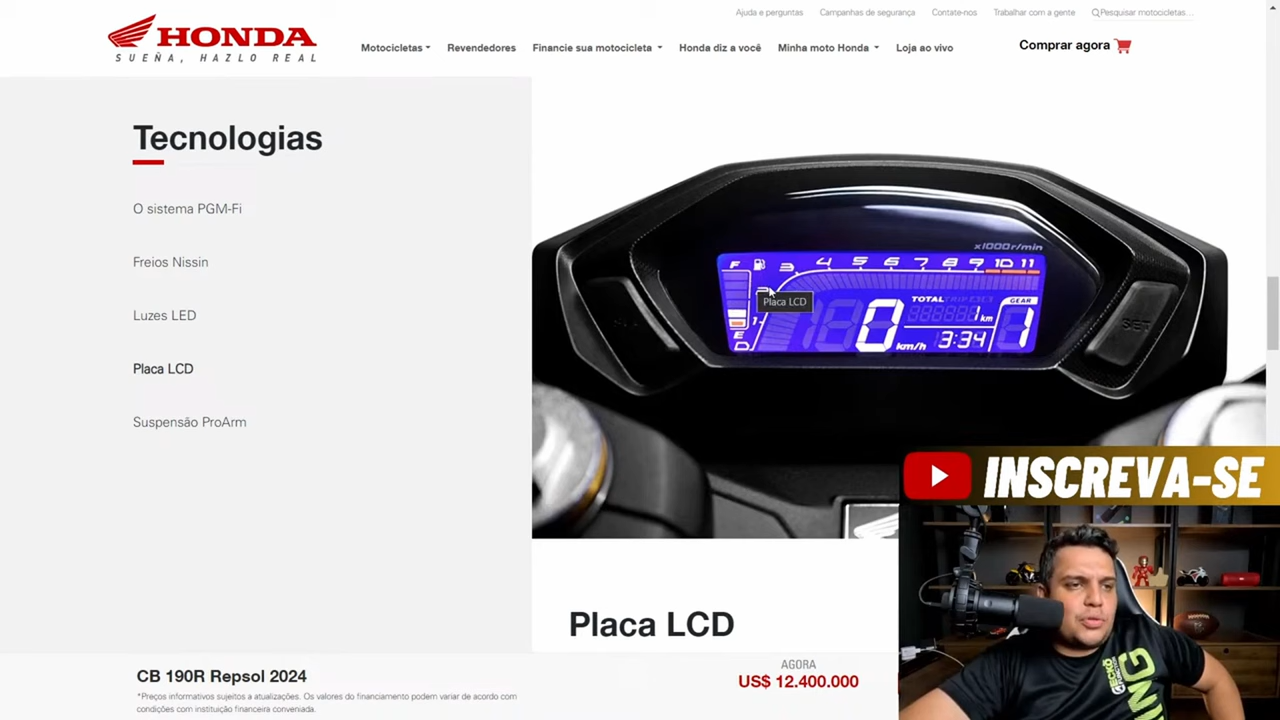 Ajuda e perguntas Campanhas de segurança Contate-nos Trabalhar com a gente Pesquisar motocicletas...
HONDA
SUEÑA, HAZLO REAL
Motocicletas Revendedores Financie sua motocicleta Honda diz a você Minha moto Honda Loja ao vivo Comprar agora
Tecnologias
O sistema PGM-Fi
Freios Nissin
Luzes LED
Placa LCD
Suspensão ProArm
x1000r/min
F 3 4 5 6 7 8 9 10 11
Placa LCD
TOTAL
GEAR
1 km
1
E
0 km/h
3:34
1
SET
INSCREVA-SE
Placa LCD
CB 190R Repsol 2024
*Preços informativos sujeitos a atualizações. Os valores do financiamento podem variar de acordo com
condições com instituição financeira conveniada.
AGORA
US$ 12.400.000